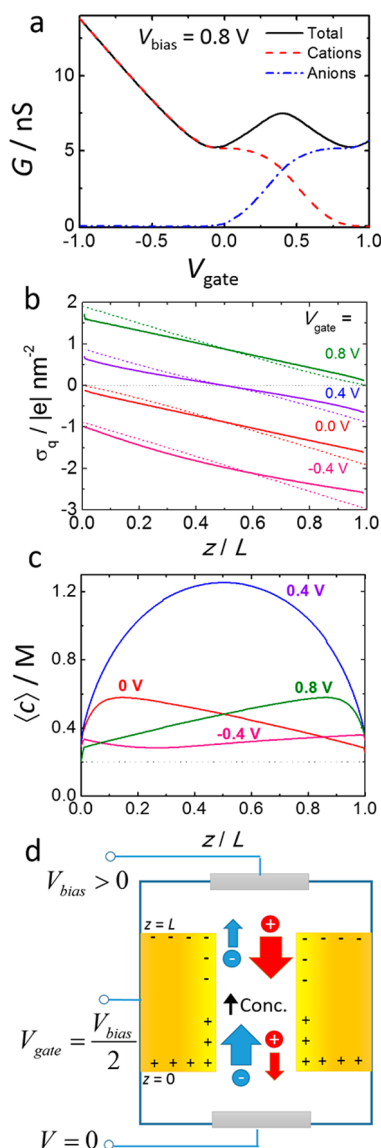 a
V_bias = 0.8 V
Total
Cations
Anions
G / nS
15
10
5
0
-1.0 -0.5 0.0 0.5 1.0
V_gate
b
V_gate =
0.8 V
0.4 V
0.0 V
-0.4 V
σ_q / |e| nm⁻²
2
1
0
-1
-2
-3
0.0 0.2 0.4 0.6 0.8 1.0
z / L
c
0.4 V
0 V
0.8 V
-0.4 V
⟨c⟩ / M
1.2
0.8
0.4
0.0
0.0 0.2 0.4 0.6 0.8 1.0
z / L
d
V_bias > 0
z = L
- - - - - - - -
- -
- -
+
-
-
+ Conc. +
+ +
+ + +
-
+ + + + + + + +
V_gate = V_bias / 2
z = 0
V = 0